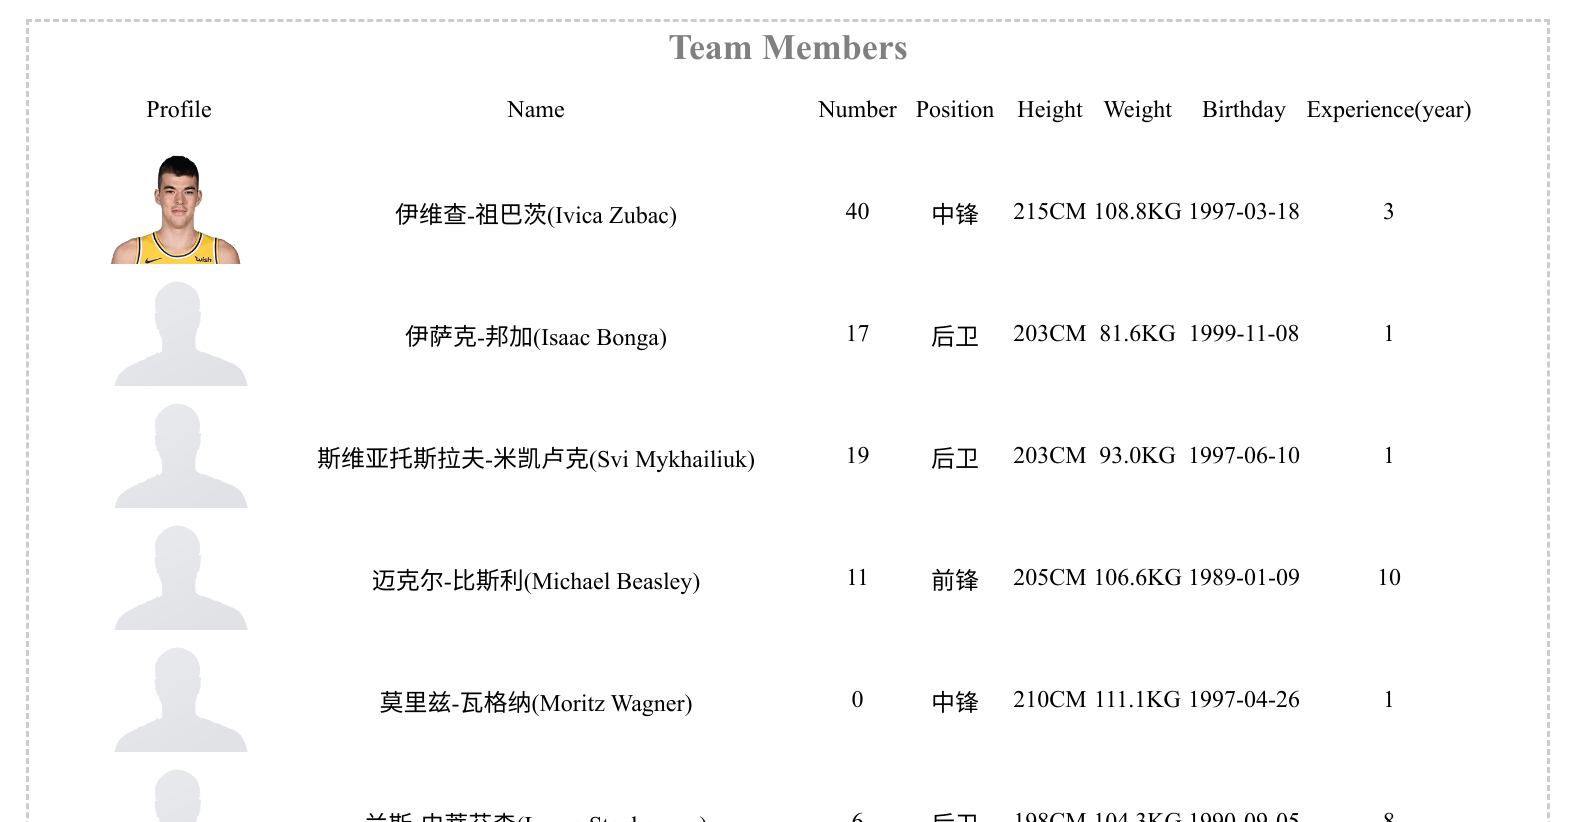 Team Members
Profile Name Number Position Height Weight Birthday Experience(year)
wish
伊维查-祖巴茨(Ivica Zubac) 40 中锋 215CM 108.8KG 1997-03-18 3
伊萨克-邦加(Isaac Bonga) 17 后卫 203CM 81.6KG 1999-11-08 1
斯维亚托斯拉夫-米凯卢克(Svi Mykhailiuk) 19 后卫 203CM 93.0KG 1997-06-10 1
迈克尔-比斯利(Michael Beasley) 11 前锋 205CM 106.6KG 1989-01-09 10
莫里兹-瓦格纳(Moritz Wagner) 0 中锋 210CM 111.1KG 1997-04-26 1
6 后卫 198CM 104.3KG 1990-09-05 8